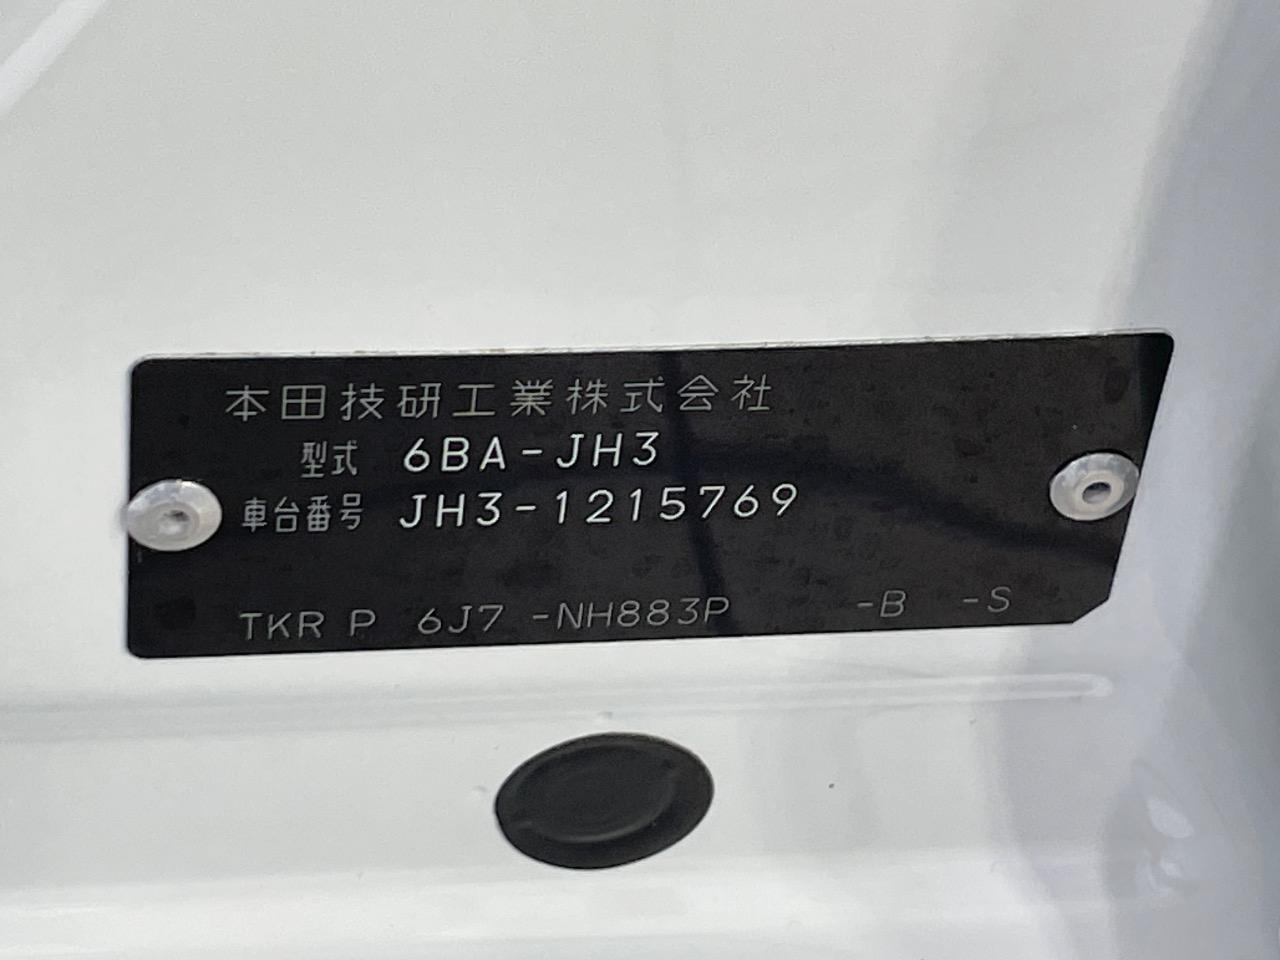 本田技研工業株式会社
型式 6BA-JH3
車台番号 JH3-1215769
TKR P 6J7 -NH883P -B -S